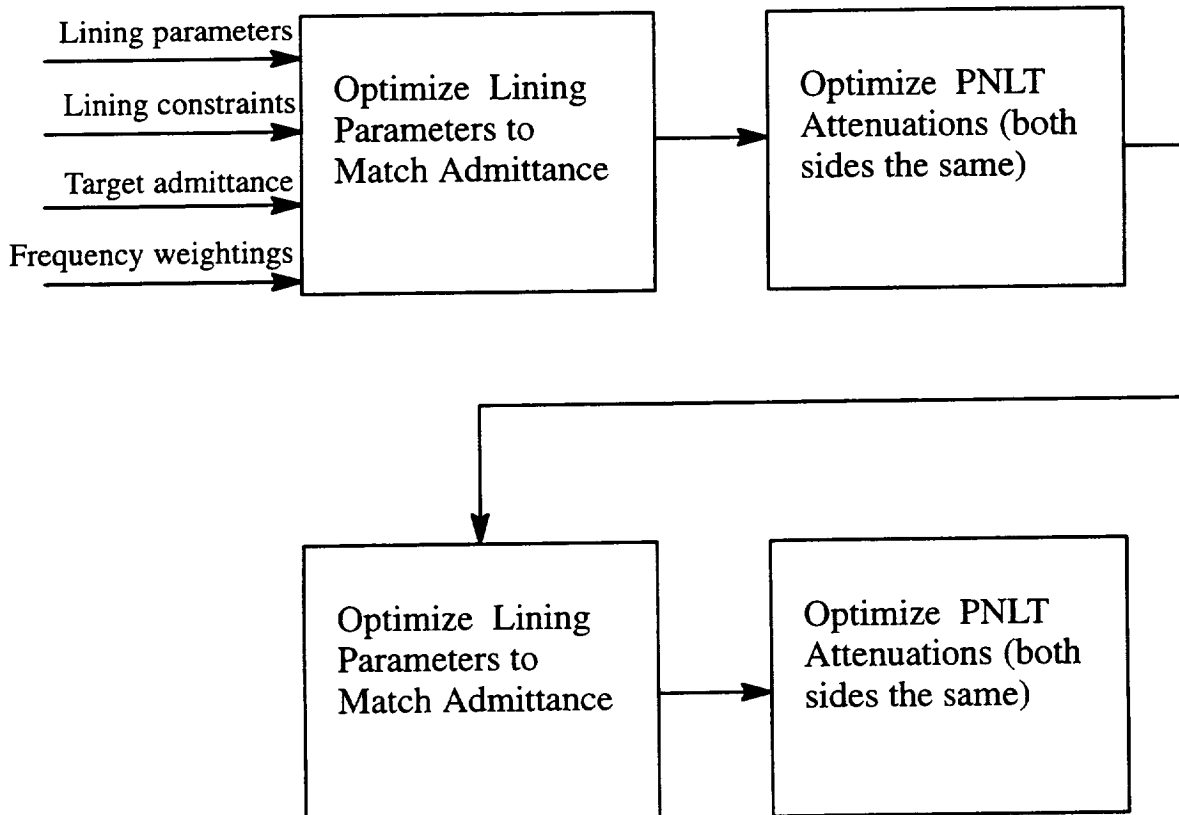 Lining parameters
Lining constraints
Target admittance
Frequency weightings
Optimize Lining
Parameters to
Match Admittance
Optimize PNLT
Attenuations (both
sides the same)
Optimize Lining
Parameters to
Match Admittance
Optimize PNLT
Attenuations (both
sides the same)